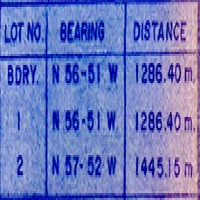 LOT NO. BEARING DISTANCE
BDRY. N 56-51 W 1286.40 m.
1 N 56-51 W 1286.40 m.
2 N 57-52 W 1445.15 m.